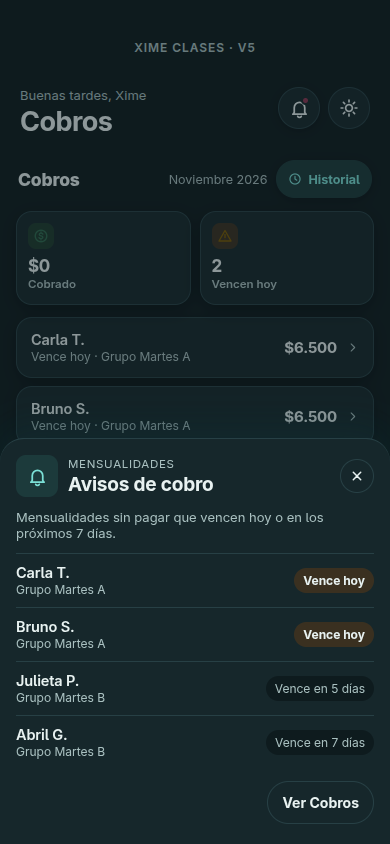 XIME CLASES · V5
Buenas tardes, Xime
Cobros
Cobros
Noviembre 2026
Historial
$0
Cobrado
2
Vencen hoy
Carla T.
Vence hoy · Grupo Martes A
$6.500
Bruno S.
Vence hoy · Grupo Martes A
$6.500
MENSUALIDADES
Avisos de cobro
Mensualidades sin pagar que vencen hoy o en los
próximos 7 días.
Carla T.
Grupo Martes A
Vence hoy
Bruno S.
Grupo Martes A
Vence hoy
Julieta P.
Grupo Martes B
Vence en 5 días
Abril G.
Grupo Martes B
Vence en 7 días
Ver Cobros